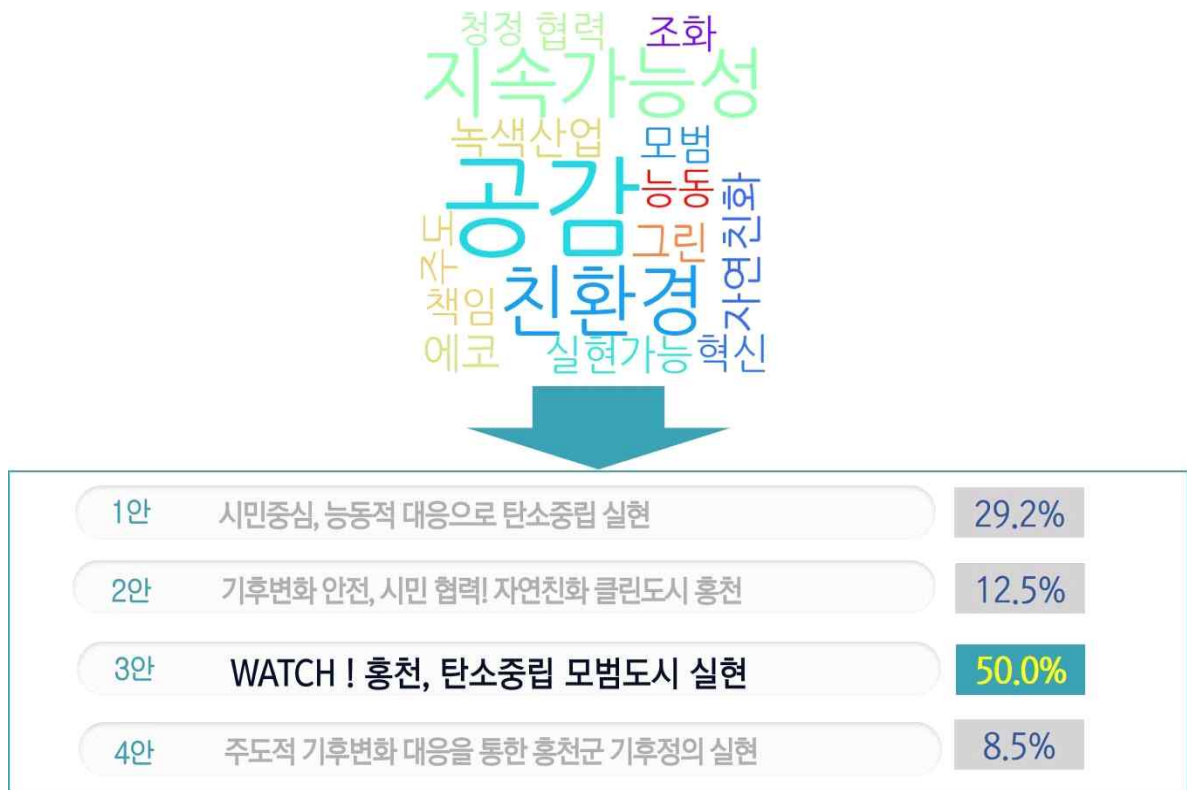 청정 협력 조화
지속가능성
녹색산업 모범
공감 능동
그린
자연친화
주도
책임 친환경
에코 실현가능 혁신
1안 시민중심, 능동적 대응으로 탄소중립 실현 29.2%
2안 기후변화 안전, 시민 협력! 자연친화 클린도시 홍천 12.5%
3안 WATCH ! 홍천, 탄소중립 모범도시 실현 50.0%
4안 주도적 기후변화 대응을 통한 홍천군 기후정의 실현 8.5%